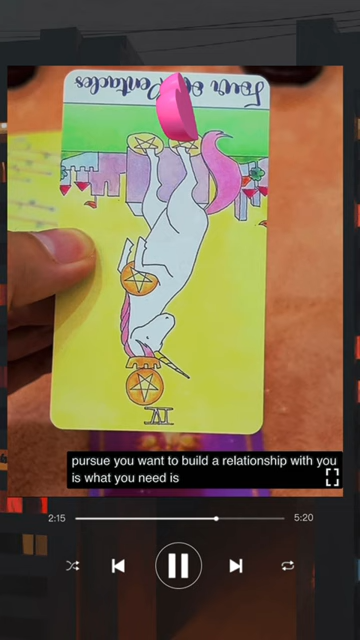 Four of Pentacles
IV
pursue you want to build a relationship with you
is what you need is
2:15
5:20